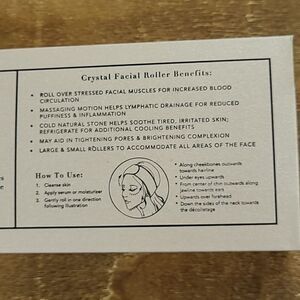 Crystal Facial Roller Benefits:
• ROLL OVER STRESSED FACIAL MUSCLES FOR INCREASED BLOOD
CIRCULATION
• MASSAGING MOTION HELPS LYMPHATIC DRAINAGE FOR REDUCED
PUFFINESS & INFLAMMATION
• COLD NATURAL STONE HELPS SOOTHE TIRED, IRRITATED SKIN;
REFRIGERATE FOR ADDITIONAL COOLING BENEFITS
• MAY AID IN TIGHTENING PORES & BRIGHTENING COMPLEXION
• LARGE & SMALL ROLLERS TO ACCOMMODATE ALL AREAS OF THE FACE
How To Use:
1. Cleanse skin
2. Apply serum or moisturizer
3. Gently roll in one direction
following illustration
• Along cheekbones outwards
towards hairline
• Under eyes upwards
• From center of chin outwards along
jawline towards ears
• Upwards over forehead
• Down the sides of the neck towards
the décolletage